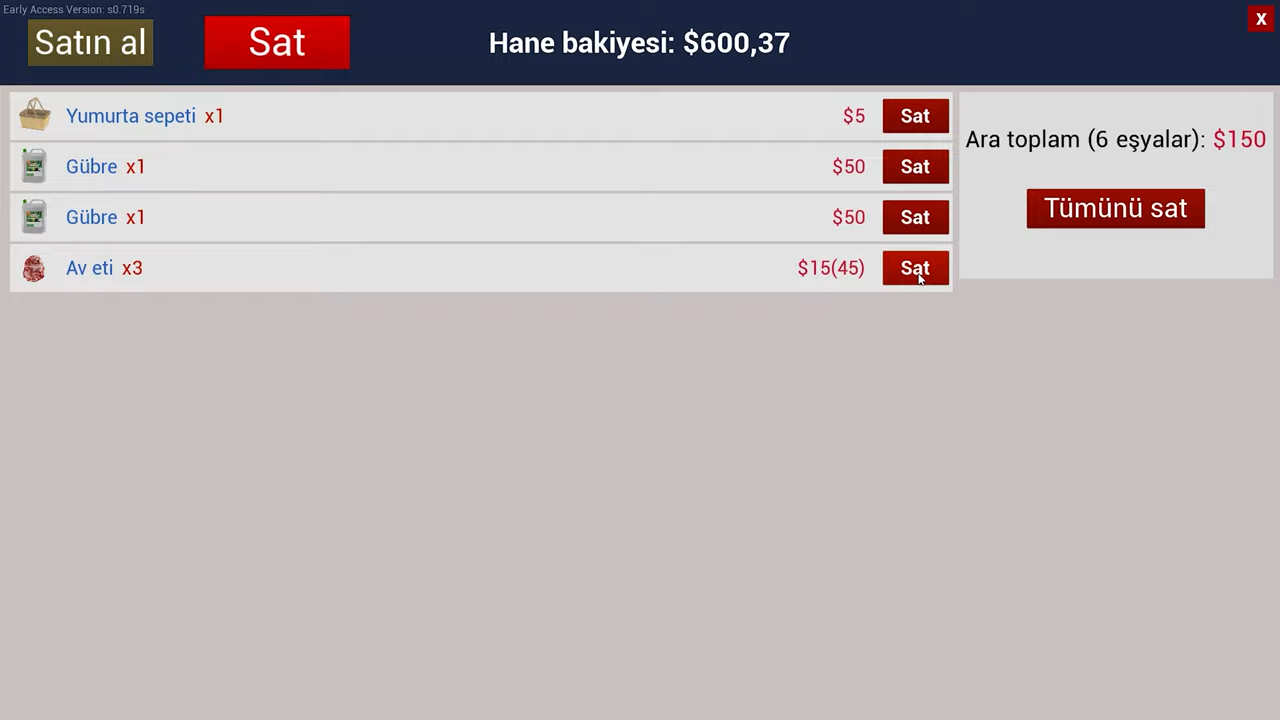 Early Access Version: s0.719s
Satın al
Sat
Hane bakiyesi: $600,37
X
Yumurta sepeti x1 $5 Sat
Gübre x1 $50 Sat
Gübre x1 $50 Sat
Av eti x3 $15(45) Sat
Ara toplam (6 eşyalar): $150
Tümünü sat